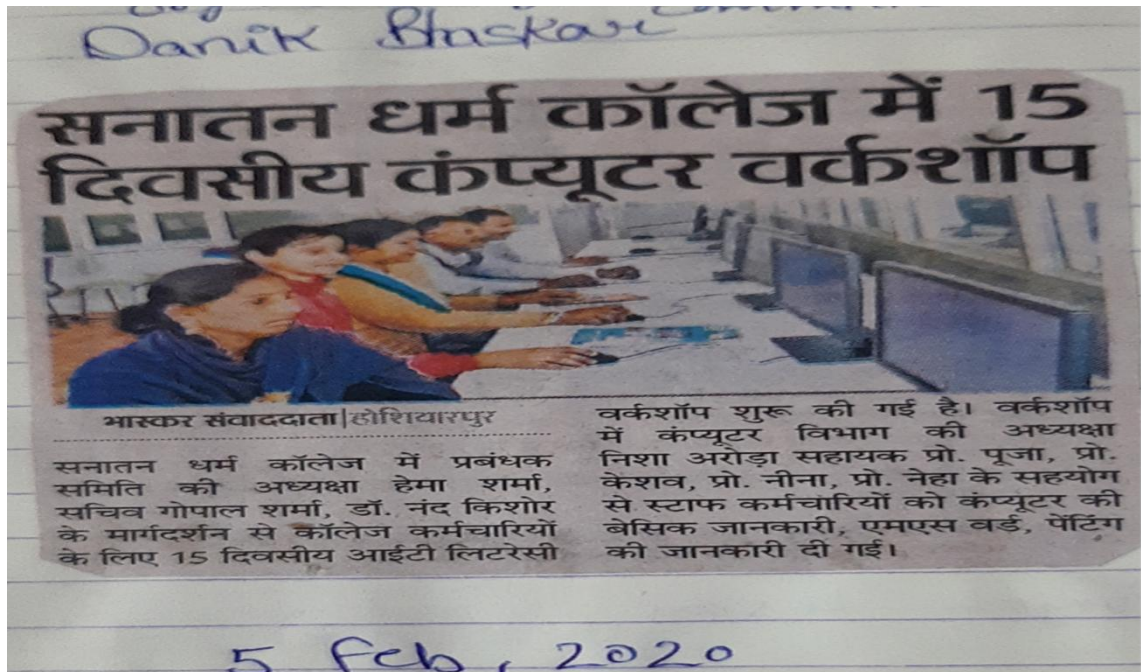 Danik Bhaskar
सनातन धर्म कॉलेज में 15
दिवसीय कंप्यूटर वर्कशॉप
भास्कर संवाददाता|होशियारपुर
सनातन धर्म कॉलेज में प्रबंधक
समिति की अध्यक्षा हेमा शर्मा,
सचिव गोपाल शर्मा, डॉ. नंद किशोर
के मार्गदर्शन से कॉलेज कर्मचारियों
के लिए 15 दिवसीय आईटी लिटरेसी
वर्कशॉप शुरू की गई है। वर्कशॉप
में कंप्यूटर विभाग की अध्यक्षा
निशा अरोड़ा सहायक प्रो. पूजा, प्रो.
केशव, प्रो. नीना, प्रो. नेहा के सहयोग
से स्टाफ कर्मचारियों को कंप्यूटर की
बेसिक जानकारी, एमएस वर्ड, पेंटिंग
की जानकारी दी गई।
5 feb, 2020